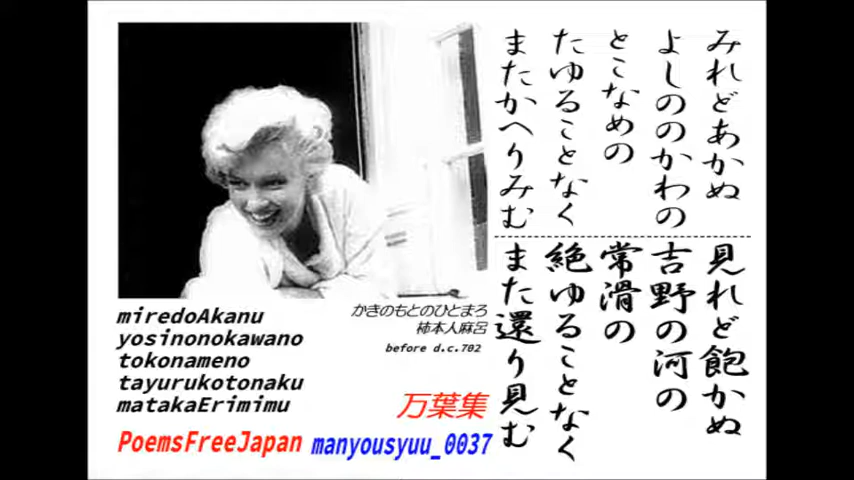 みれどあかぬ
よしののかわの
とこなめの
たゆることなく
またかへりみむ
見れど飽かぬ
吉野の河の
常滑の
絶ゆることなく
また還り見む
かきのもとのひとまろ
柿本人麻呂
before d.c.702
miredoAkanu
yosinonokawano
tokonameno
tayurukotonaku
matakaErimimu
万葉集
PoemsFreeJapan
manyousyuu_0037